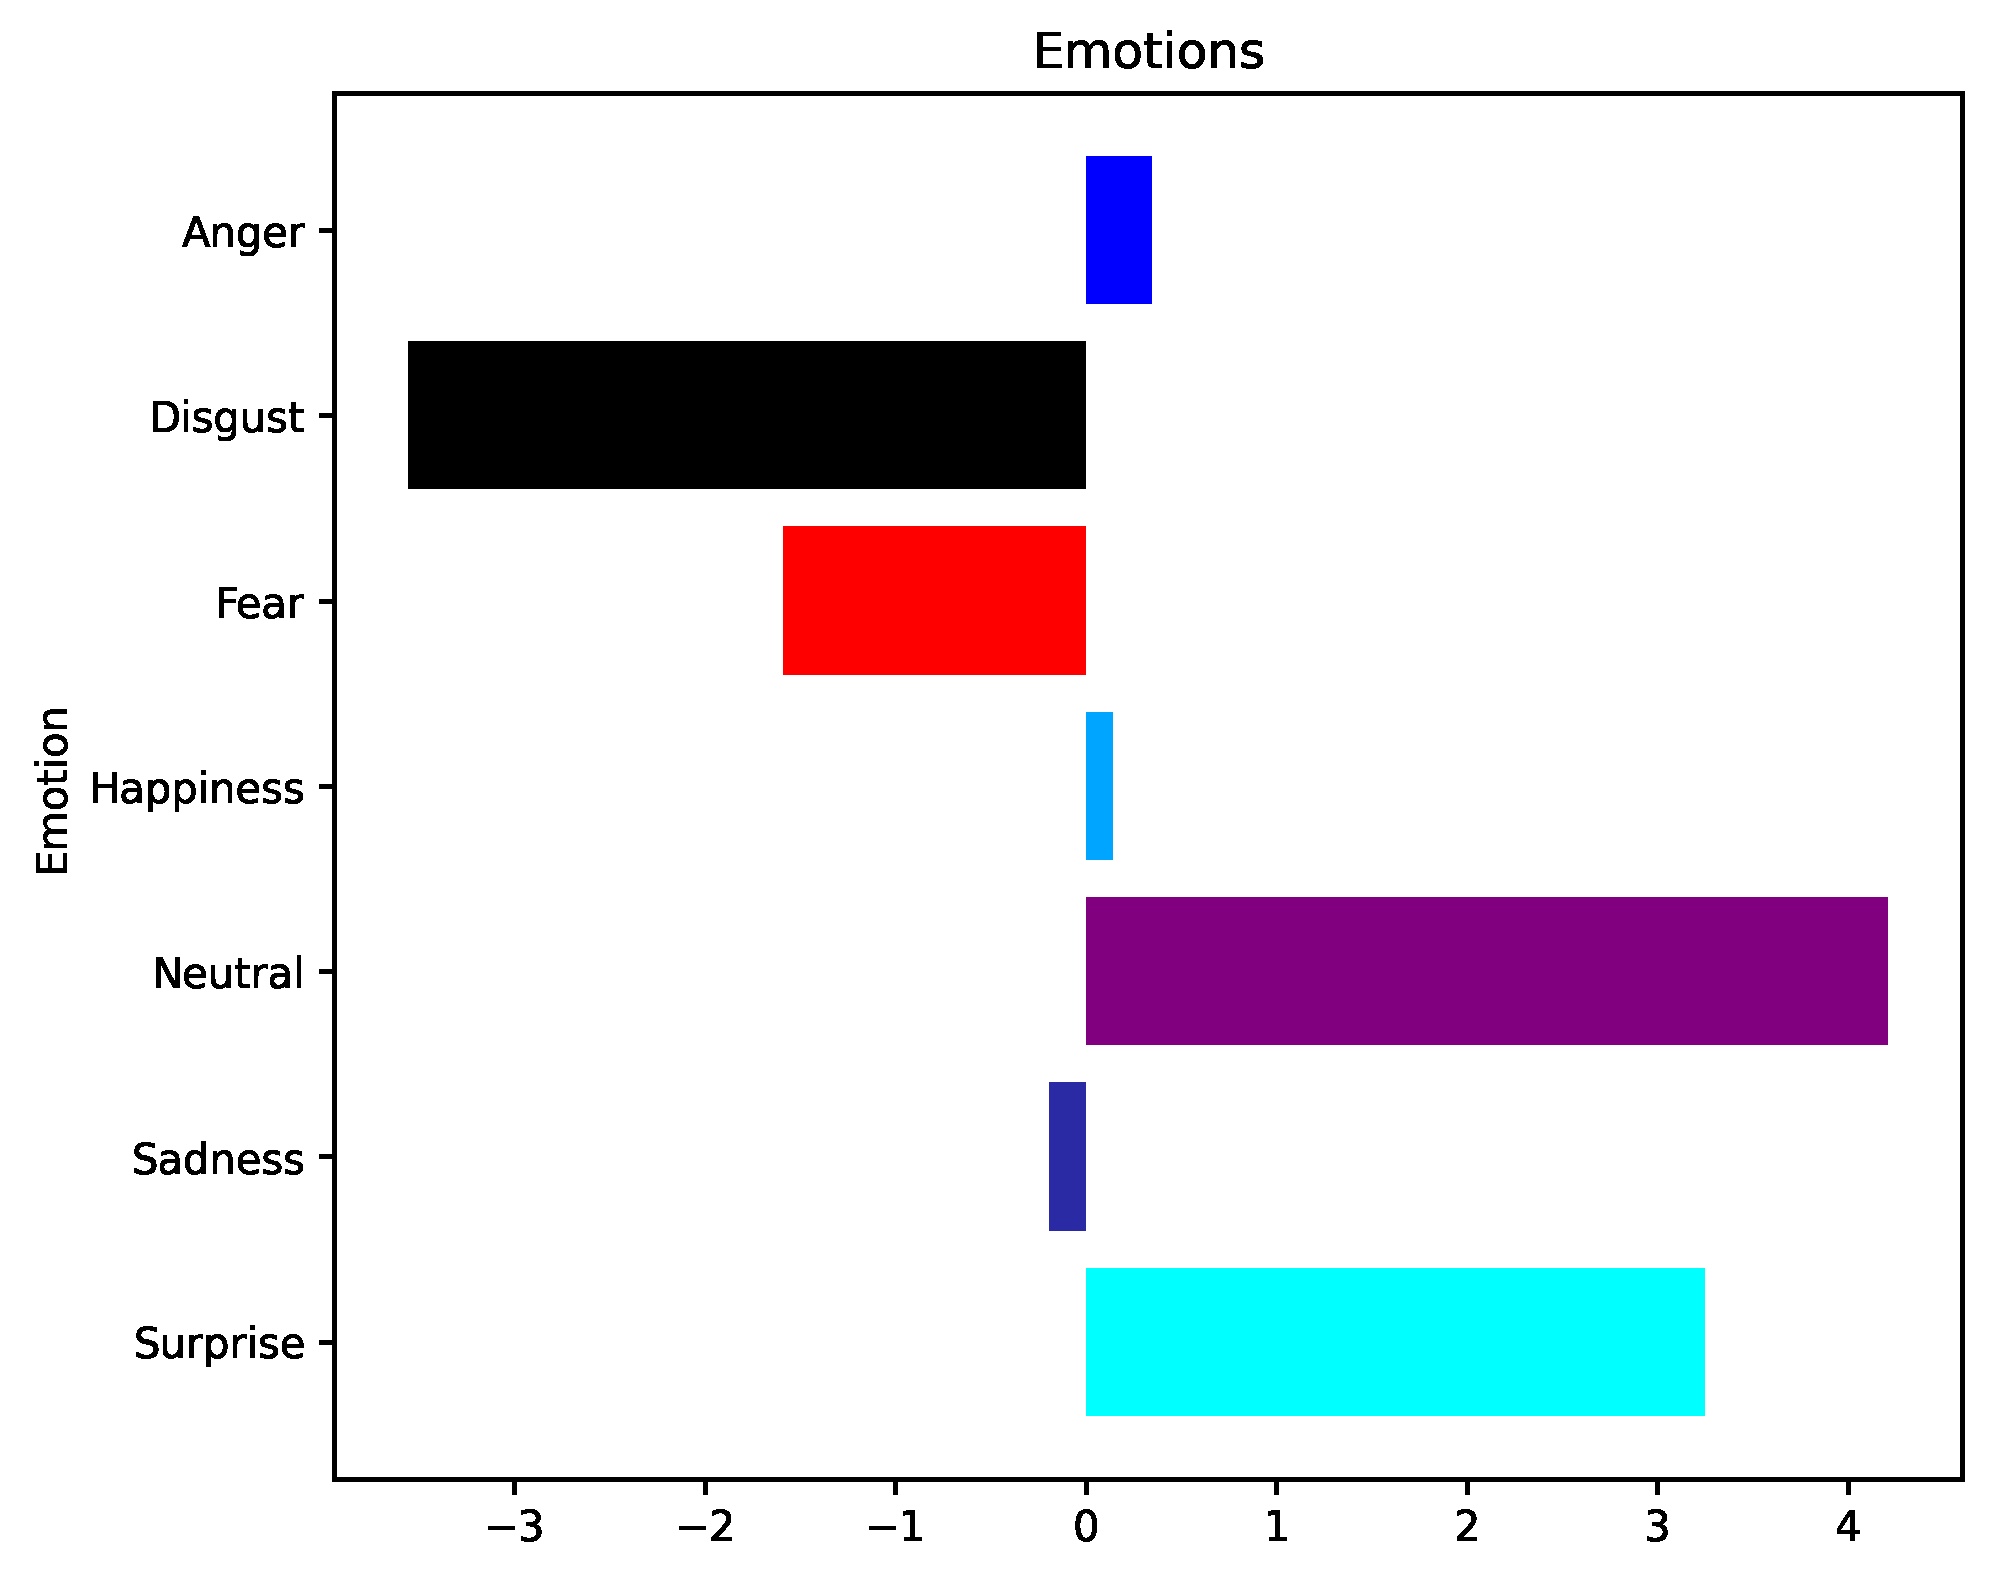 Emotions
Anger
Disgust
Fear
Happiness
Neutral
Sadness
Surprise
Emotion
−3 −2 −1 0 1 2 3 4